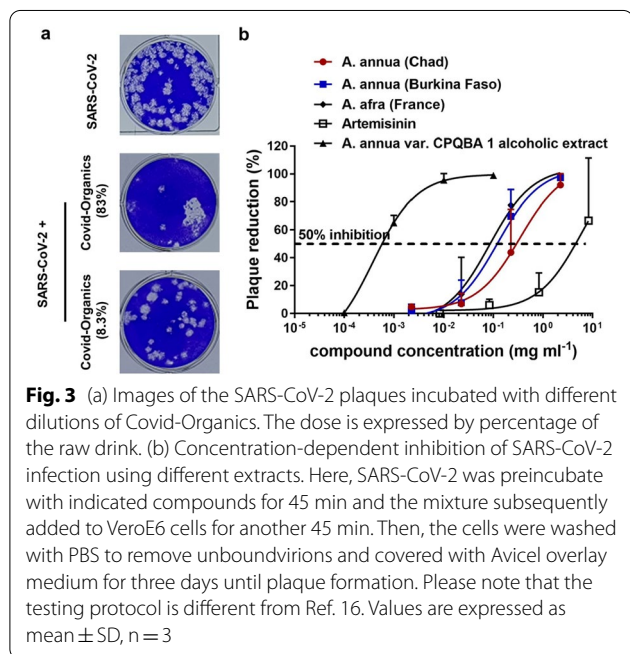 a
SARS-CoV-2
SARS-CoV-2 +
Covid-Organics
(83%)
Covid-Organics
(8.3%)
b
A. annua (Chad)
A. annua (Burkina Faso)
A. afra (France)
Artemisinin
A. annua var. CPQBA 1 alcoholic extract
Plaque reduction (%)
120
100
80
60
40
20
0
50% inhibition
10-5 10-4 10-3 10-2 10-1 100 101
compound concentration (mg ml-1)
Fig. 3 (a) Images of the SARS-CoV-2 plaques incubated with different
dilutions of Covid-Organics. The dose is expressed by percentage of
the raw drink. (b) Concentration-dependent inhibition of SARS-CoV-2
infection using different extracts. Here, SARS-CoV-2 was preincubate
with indicated compounds for 45 min and the mixture subsequently
added to VeroE6 cells for another 45 min. Then, the cells were washed
with PBS to remove unboundvirions and covered with Avicel overlay
medium for three days until plaque formation. Please note that the
testing protocol is different from Ref. 16. Values are expressed as
mean ± SD, n = 3